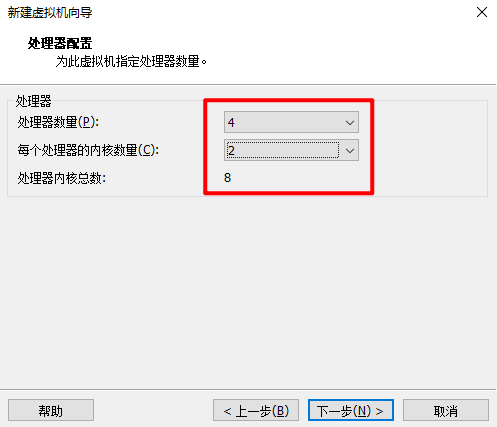 新建虚拟机向导
处理器配置
为此虚拟机指定处理器数量。
处理器
处理器数量(P): 4
每个处理器的内核数量(C): 2
处理器内核总数: 8
帮助 < 上一步(B) 下一步(N) > 取消